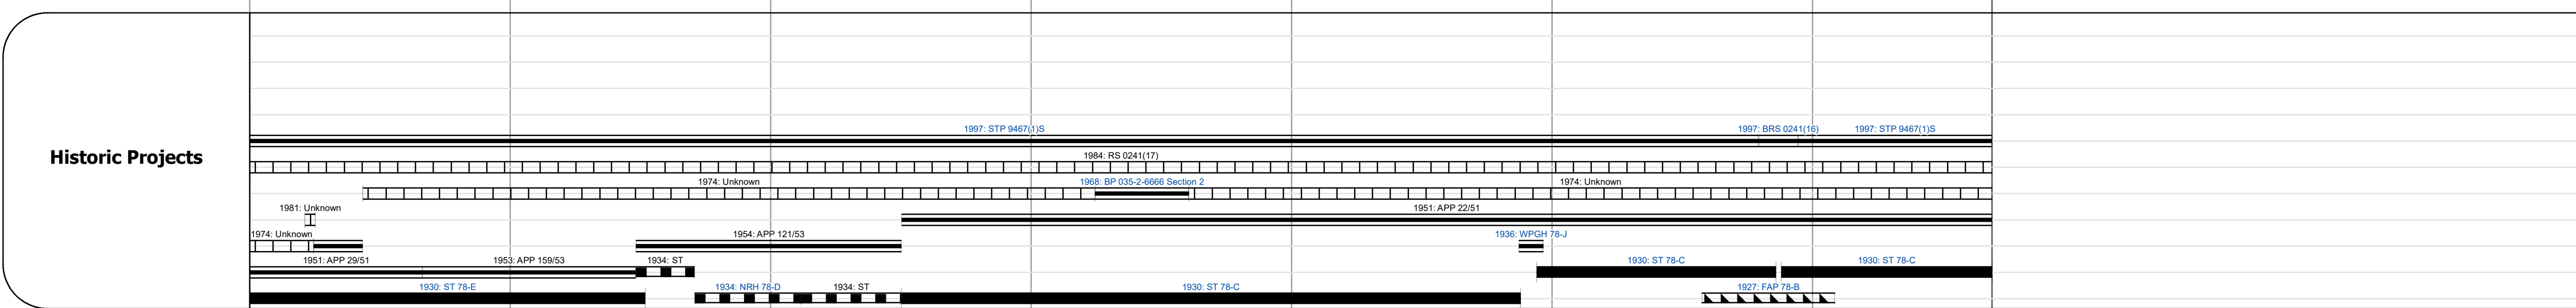 1997: STP 9467(1)S
1997: BRS 0241(16)
1997: STP 9467(1)S
1984: RS 0241(17)
Historic Projects
1974: Unknown
1968: BP 035-2-6666 Section 2
1974: Unknown
1981: Unknown
1951: APP 22/51
1974: Unknown
1954: APP 121/53
1936: WPGH 78-J
1951: APP 29/51
1953: APP 159/53
1934: ST
1930: ST 78-C
1930: ST 78-C
1930: ST 78-E
1934: NRH 78-D
1934: ST
1930: ST 78-C
1927: FAP 78-B